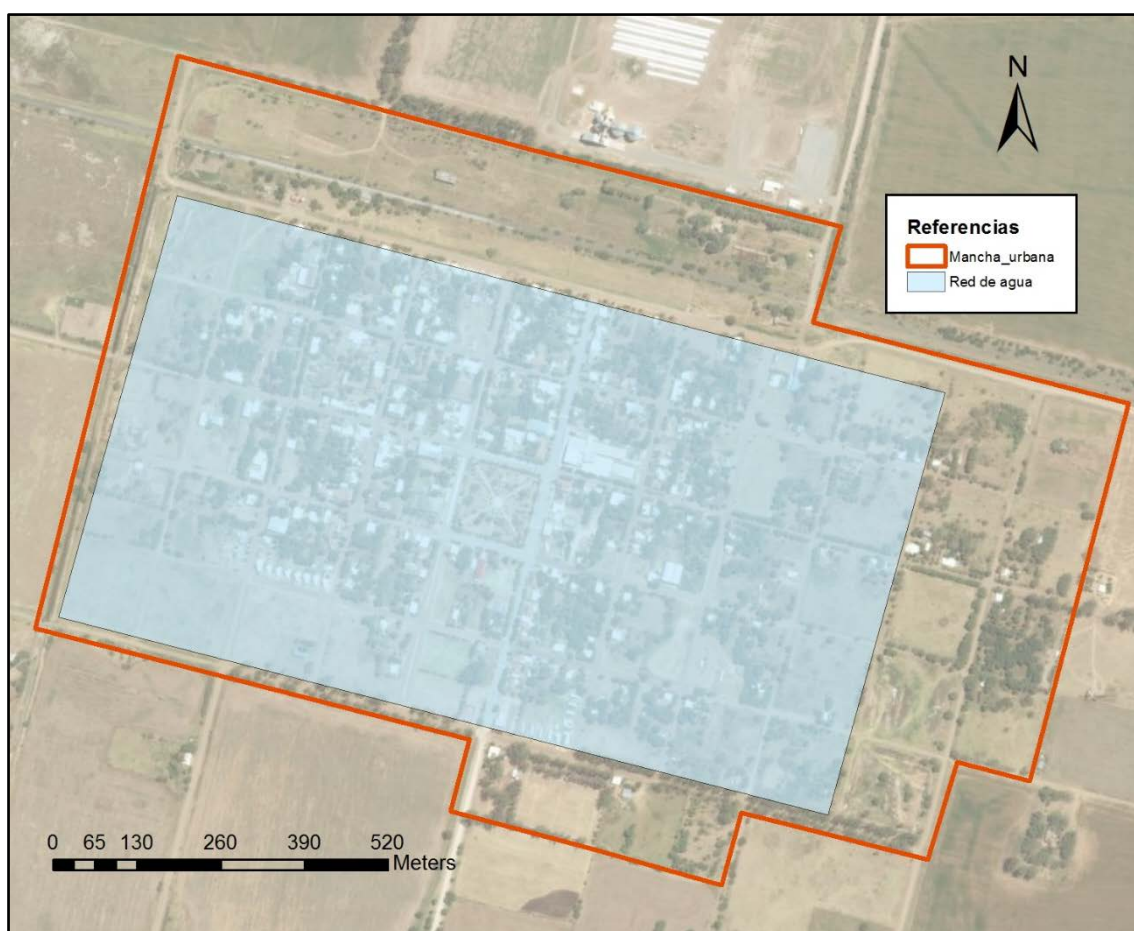 N
Referencias
Mancha_urbana
Red de agua
0 65 130 260 390 520
Meters